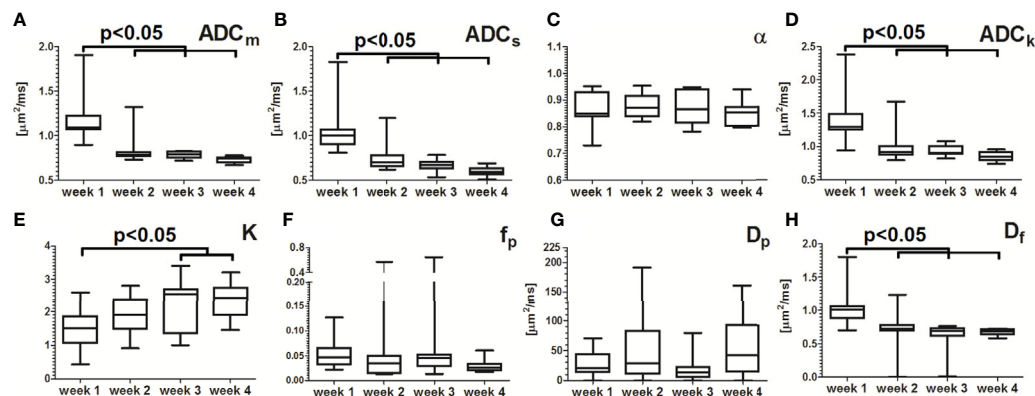 A
p<0.05
ADCm
[μm²/ms]
2.0
1.5
1.0
0.5
week 1 week 2 week 3 week 4
B
p<0.05
ADCs
[μm²/ms]
2.0
1.5
1.0
0.5
week 1 week 2 week 3 week 4
C
α
1.1
1.0
0.9
0.8
0.7
0.6
week 1 week 2 week 3 week 4
D
p<0.05
ADCk
[μm²/ms]
2.5
2.0
1.5
1.0
0.5
week 1 week 2 week 3 week 4
E
p<0.05
K
4
3
2
1
0
week 1 week 2 week 3 week 4
F
fp
0.8
0.4
0.20
0.15
0.10
0.05
0.00
week 1 week 2 week 3 week 4
G
Dp
[μm²/ms]
225
200
150
100
50
0
week 1 week 2 week 3 week 4
H
p<0.05
Df
[μm²/ms]
2.0
1.5
1.0
0.5
0.0
week 1 week 2 week 3 week 4